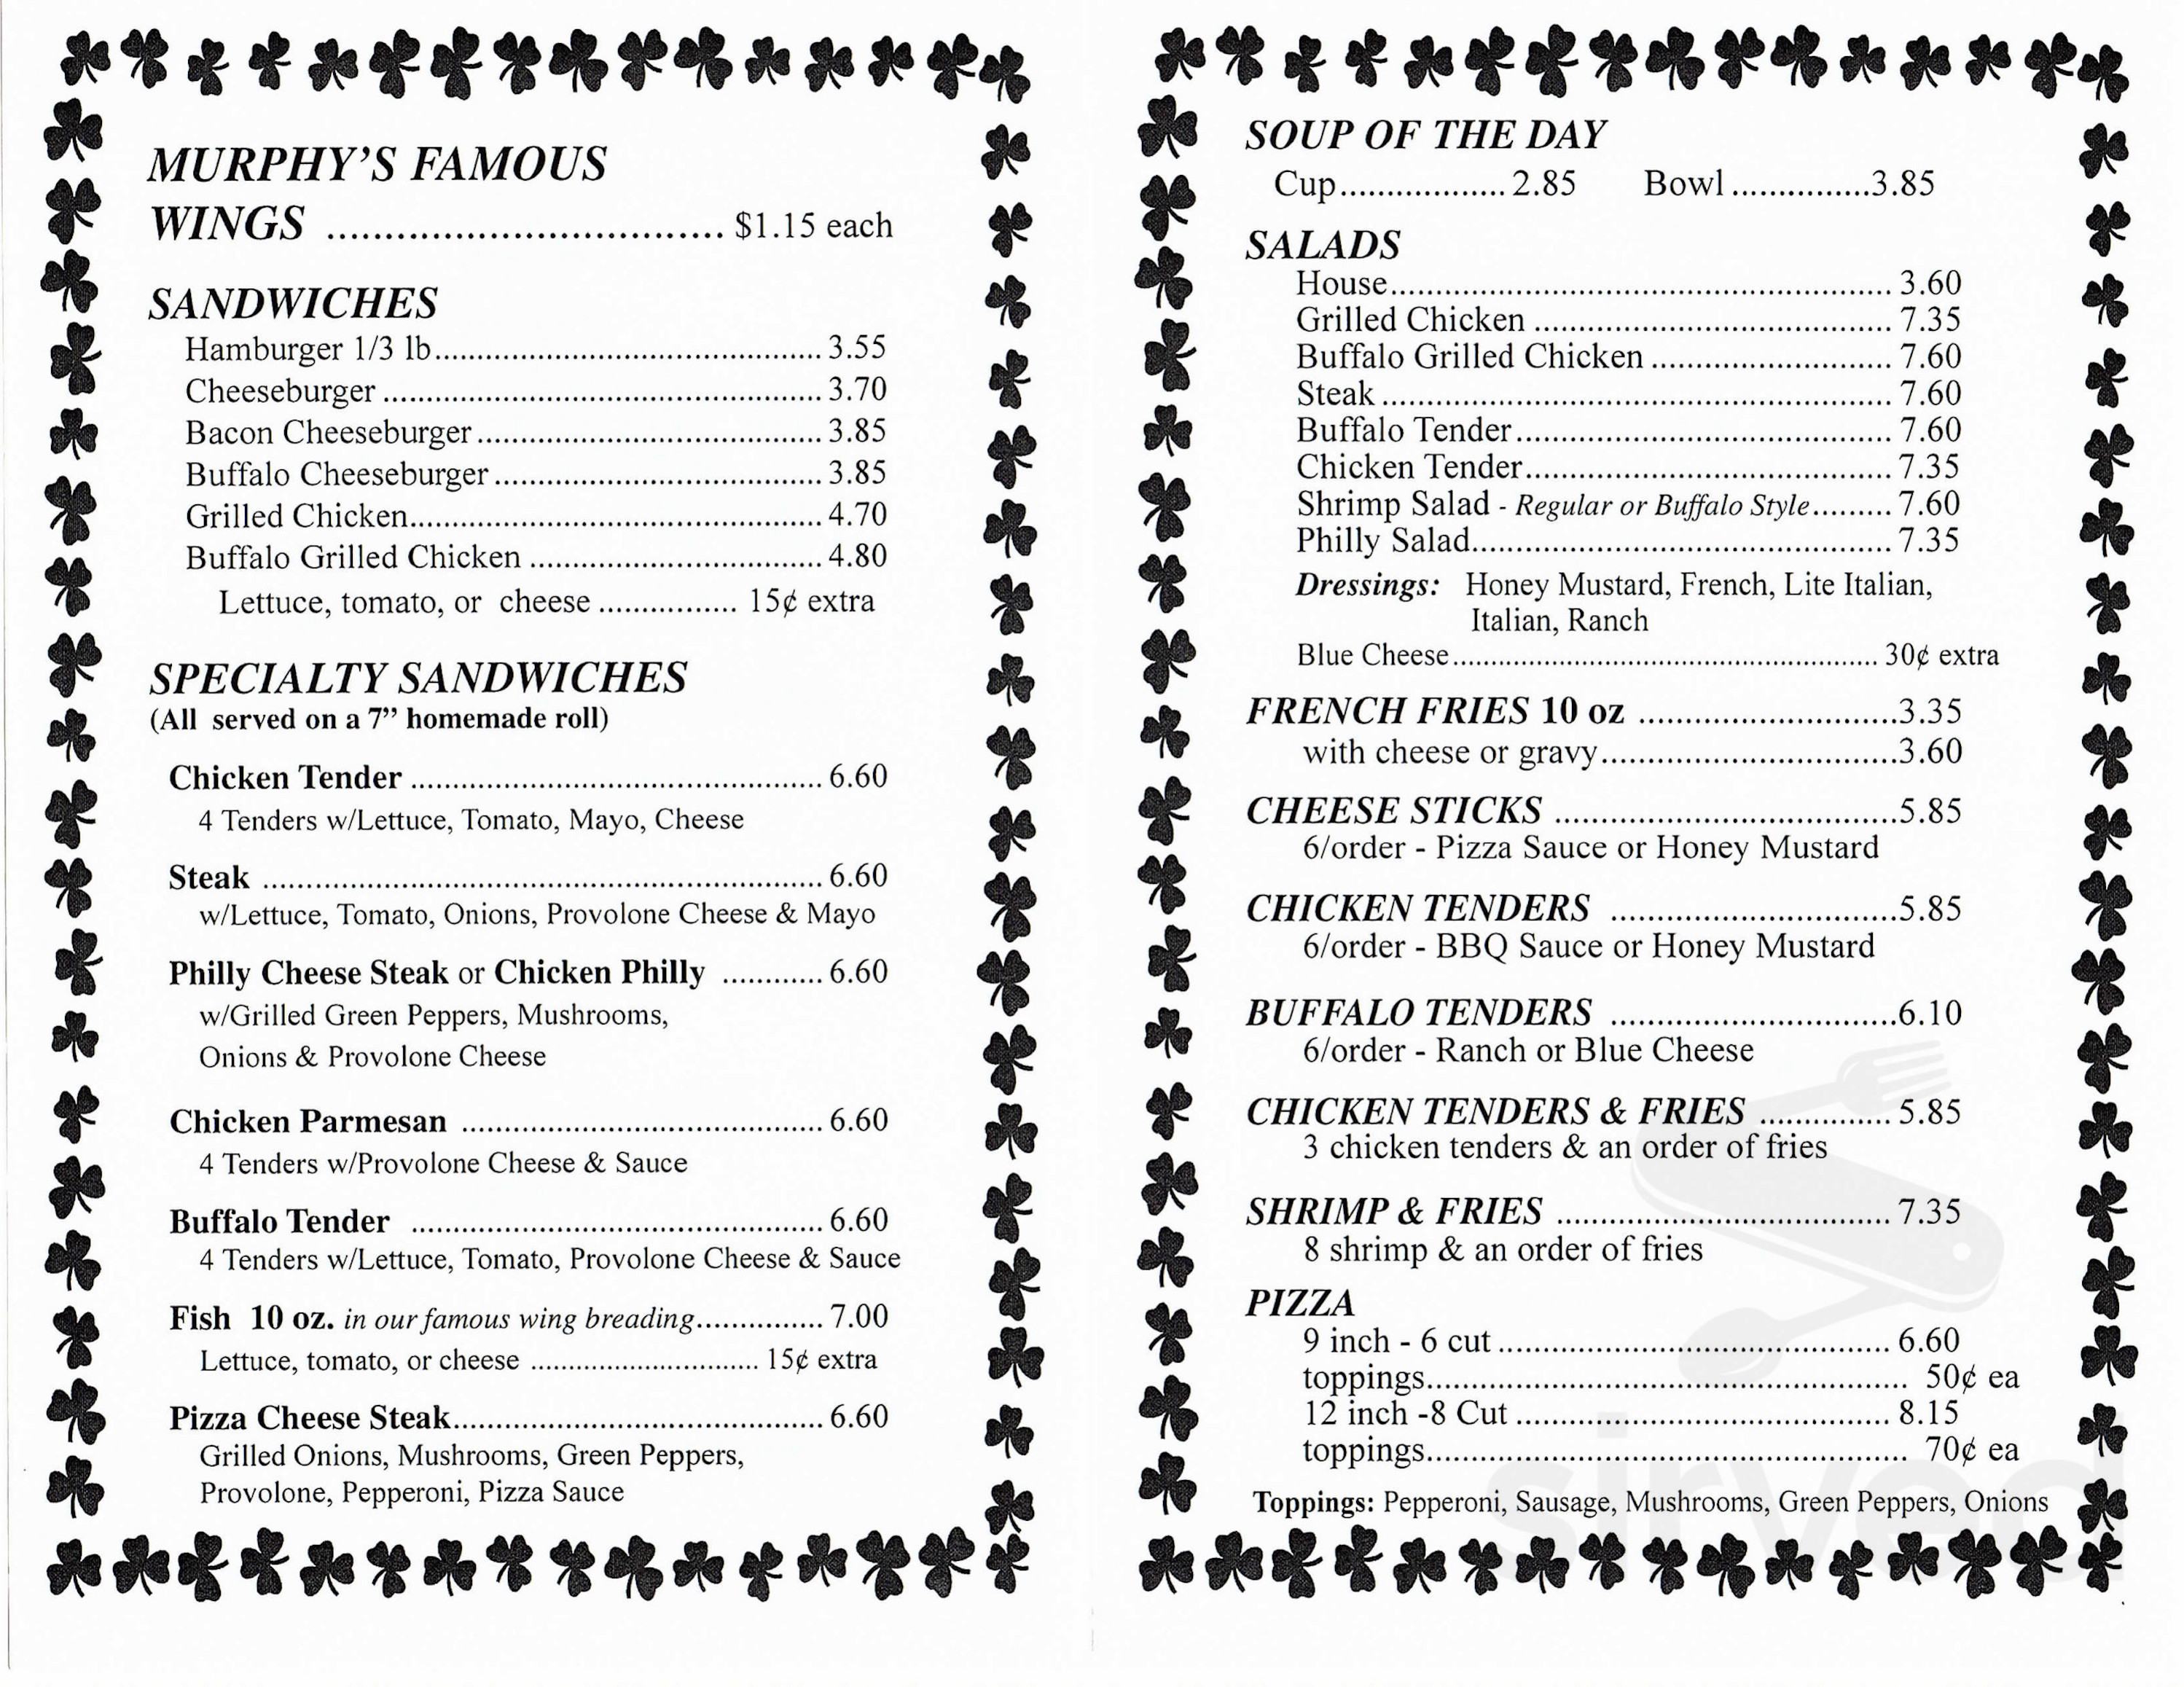 MURPHY'S FAMOUS
WINGS .................................. $1.15 each
SANDWICHES
Hamburger 1/3 lb................................................ 3.55
Cheeseburger ...................................................... 3.70
Bacon Cheeseburger........................................... 3.85
Buffalo Cheeseburger......................................... 3.85
Grilled Chicken................................................... 4.70
Buffalo Grilled Chicken .................................... 4.80
Lettuce, tomato, or cheese ................. 15¢ extra
SPECIALTY SANDWICHES
(All served on a 7” homemade roll)
Chicken Tender ................................................... 6.60
4 Tenders w/Lettuce, Tomato, Mayo, Cheese
Steak ................................................................. 6.60
w/Lettuce, Tomato, Onions, Provolone Cheese & Mayo
Philly Cheese Steak or Chicken Philly ............ 6.60
w/Grilled Green Peppers, Mushrooms,
Onions & Provolone Cheese
Chicken Parmesan ............................................. 6.60
4 Tenders w/Provolone Cheese & Sauce
Buffalo Tender ................................................... 6.60
4 Tenders w/Lettuce, Tomato, Provolone Cheese & Sauce
Fish 10 oz. in our famous wing breading............... 7.00
Lettuce, tomato, or cheese .............................. 15¢ extra
Pizza Cheese Steak.............................................. 6.60
Grilled Onions, Mushrooms, Green Peppers,
Provolone, Pepperoni, Pizza Sauce
SOUP OF THE DAY
Cup................... 2.85 Bowl ................3.85
SALADS
House.............................................................. 3.60
Grilled Chicken ............................................ 7.35
Buffalo Grilled Chicken .............................. 7.60
Steak ............................................................... 7.60
Buffalo Tender............................................... 7.60
Chicken Tender.............................................. 7.35
Shrimp Salad - Regular or Buffalo Style......... 7.60
Philly Salad.................................................... 7.35
Dressings: Honey Mustard, French, Lite Italian,
Italian, Ranch
Blue Cheese............................................................ 30¢ extra
FRENCH FRIES 10 oz ..............................3.35
with cheese or gravy..................................3.60
CHEESE STICKS .......................................5.85
6/order - Pizza Sauce or Honey Mustard
CHICKEN TENDERS .................................5.85
6/order - BBQ Sauce or Honey Mustard
BUFFALO TENDERS .................................6.10
6/order - Ranch or Blue Cheese
CHICKEN TENDERS & FRIES ............... 5.85
3 chicken tenders & an order of fries
SHRIMP & FRIES ...................................... 7.35
8 shrimp & an order of fries
PIZZA
9 inch - 6 cut ................................................ 6.60
toppings........................................................... 50¢ ea
12 inch -8 Cut .............................................. 8.15
toppings........................................................... 70¢ ea
Toppings: Pepperoni, Sausage, Mushrooms, Green Peppers, Onions
sirved